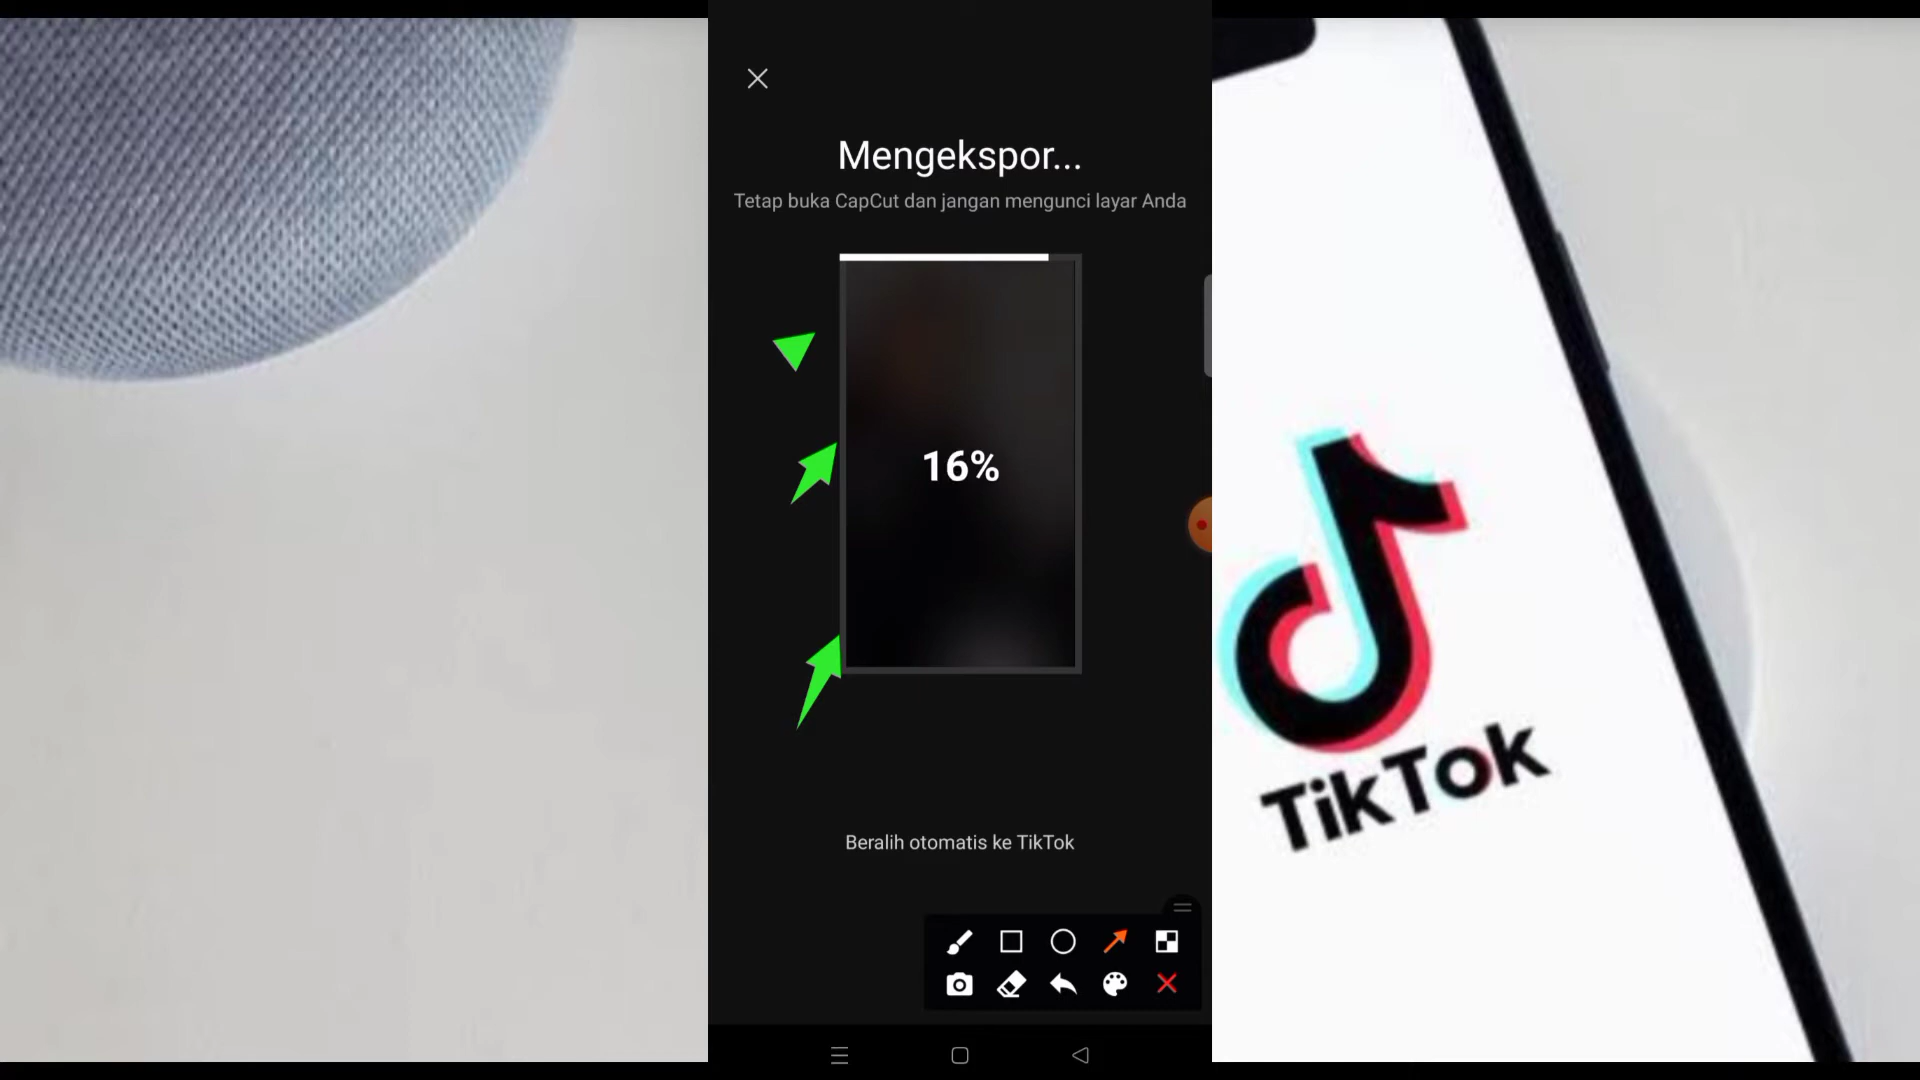 Mengekspor...
Tetap buka CapCut dan jangan mengunci layar Anda
16%
Beralih otomatis ke TikTok
TikTok